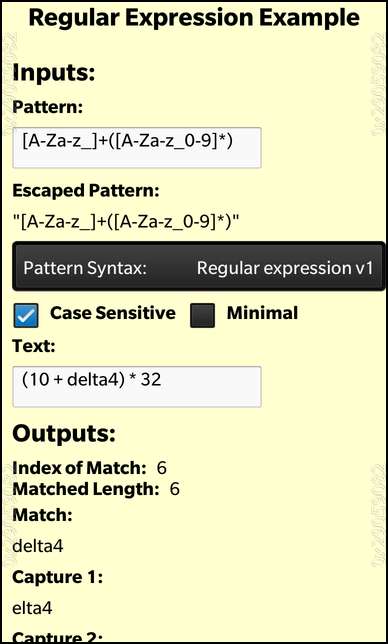 Regular Expression Example
Inputs:
Pattern:
[A-Za-z_]+([A-Za-z_0-9]*)
Escaped Pattern:
"[A-Za-z_]+([A-Za-z_0-9]*)"
Pattern Syntax: Regular expression v1
Case Sensitive Minimal
Text:
(10 + delta4) * 32
Outputs:
Index of Match: 6
Matched Length: 6
Match:
delta4
Capture 1:
elta4
Capture 2: